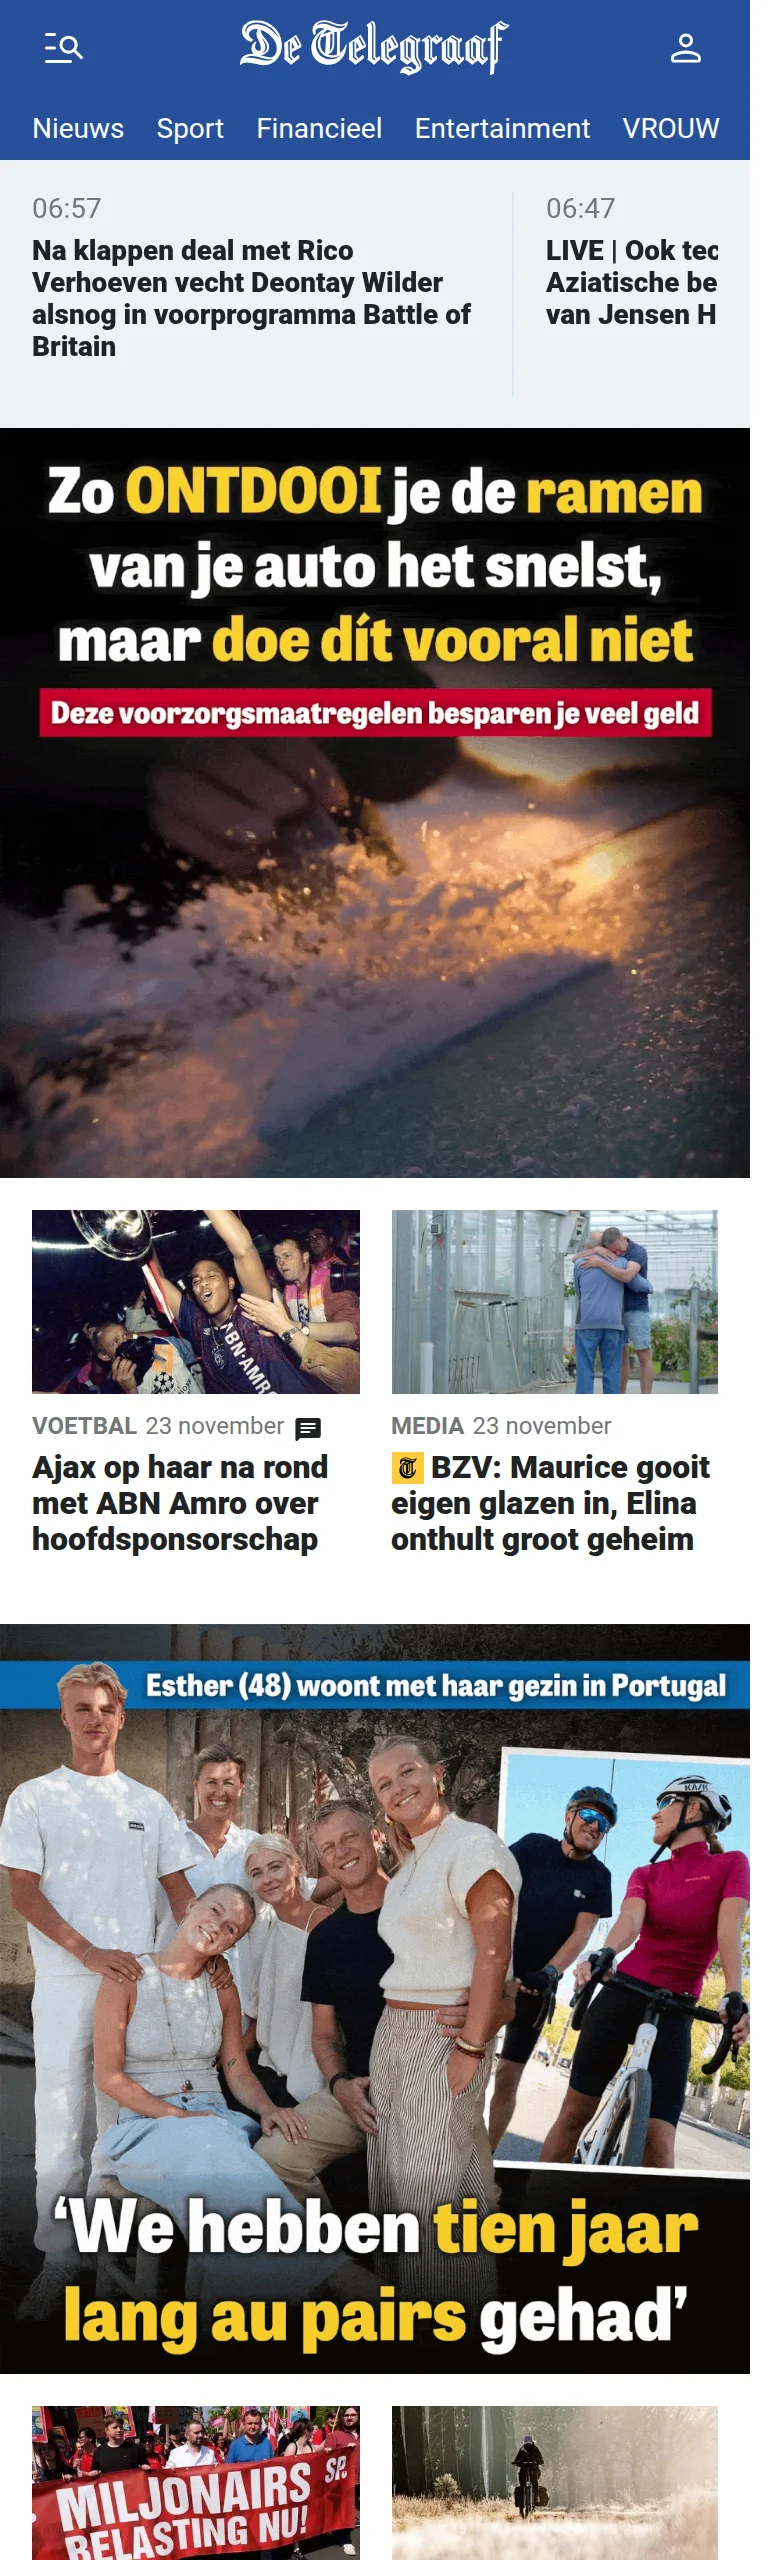 De Telegraaf
Nieuws Sport Financieel Entertainment VROUW
06:57
Na klappen deal met Rico
Verhoeven vecht Deontay Wilder
alsnog in voorprogramma Battle of
Britain
06:47
LIVE | Ook tec
Aziatische be
van Jensen H
Zo ONTDOOI je de ramen
van je auto het snelst,
maar doe dít vooral niet
Deze voorzorgsmaatregelen besparen je veel geld
ABN·AMRO
VOETBAL 23 november
Ajax op haar na rond
met ABN Amro over
hoofdsponsorschap
MEDIA 23 november
T BZV: Maurice gooit
eigen glazen in, Elina
onthult groot geheim
Esther (48) woont met haar gezin in Portugal
KASK
‘We hebben tien jaar
lang au pairs gehad’
MILJONAIRS SP.
BELASTING NU!